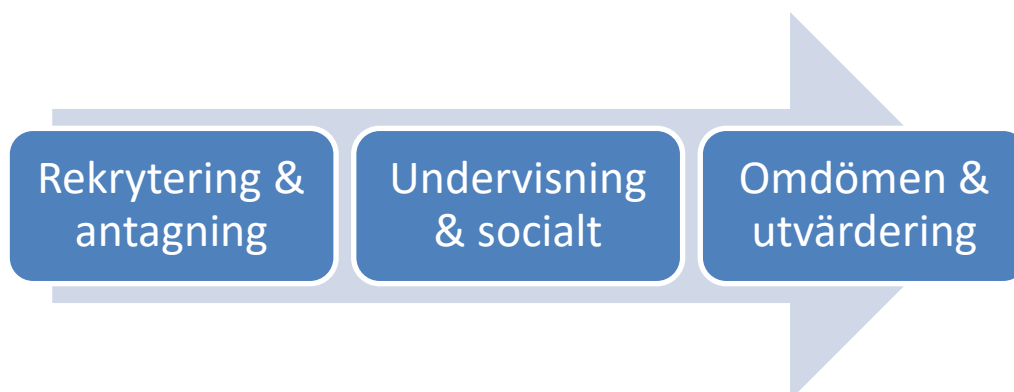 Rekrytering &
antagning
Undervisning
& socialt
Omdömen &
utvärdering